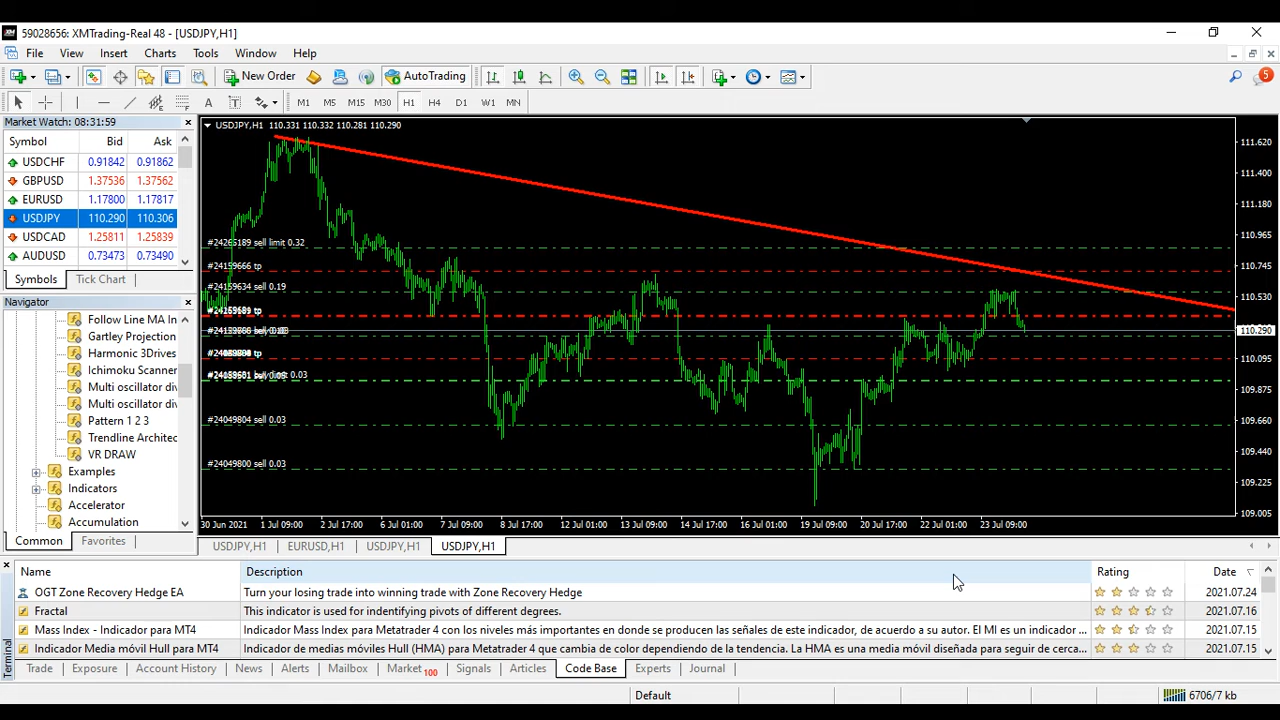 59028656: XMTrading-Real 48 - [USDJPY,H1]
File View Insert Charts Tools Window Help
New Order AutoTrading 5
A T M1 M5 M15 M30 H1 H4 D1 W1 MN
Market Watch: 08:31:59
Symbol Bid Ask
USDCHF 0.91842 0.91862
GBPUSD 1.37536 1.37562
EURUSD 1.17800 1.17817
USDJPY 110.290 110.306
USDCAD 1.25811 1.25839
AUDUSD 0.73473 0.73490
Symbols Tick Chart
Navigator
Follow Line MA In
Gartley Projection
Harmonic 3Drives
Ichimoku Scanner
Multi oscillator div
Multi oscillator div
Pattern 1 2 3
Trendline Architec
VR DRAW
Examples
Indicators
Accelerator
Accumulation
Common Favorites
USDJPY,H1 110.331 110.332 110.281 110.290
#24265189 sell limit 0.32
#24159666 tp
#24159634 sell 0.19
#24049804 sell 0.03
#24049800 sell 0.03
111.620
111.400
111.180
110.965
110.745
110.530
110.290
110.095
109.875
109.660
109.440
109.225
109.005
30 Jun 2021 1 Jul 09:00 2 Jul 17:00 6 Jul 01:00 7 Jul 09:00 8 Jul 17:00 12 Jul 01:00 13 Jul 09:00 14 Jul 17:00 16 Jul 01:00 19 Jul 09:00 20 Jul 17:00 22 Jul 01:00 23 Jul 09:00
USDJPY,H1 EURUSD,H1 USDJPY,H1 USDJPY,H1
Name Description Rating Date
OGT Zone Recovery Hedge EA Turn your losing trade into winning trade with Zone Recovery Hedge 2021.07.24
Fractal This indicator is used for indentifying pivots of different degrees. 2021.07.16
Mass Index - Indicador para MT4 Indicador Mass Index para Metatrader 4 con los niveles más importantes en donde se producen las señales de este indicador, de acuerdo a su autor. El MI es un indicador ... 2021.07.15
Indicador Media móvil Hull para MT4 Indicador de medias móviles Hull (HMA) para Metatrader 4 que cambia de color dependiendo de la tendencia. La HMA es una media móvil diseñada para seguir de cerca... 2021.07.15
Terminal
Trade Exposure Account History News Alerts Mailbox Market 100 Signals Articles Code Base Experts Journal
Default 6706/7 kb